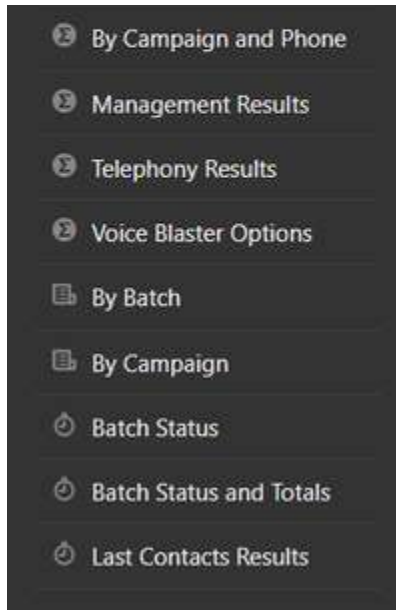 By Campaign and Phone
Management Results
Telephony Results
Voice Blaster Options
By Batch
By Campaign
Batch Status
Batch Status and Totals
Last Contacts Results